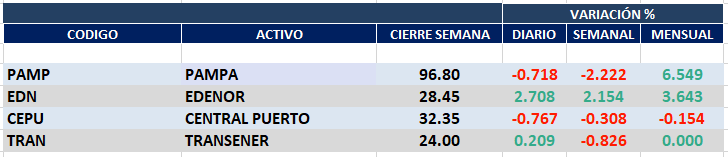 VARIACIÓN %
CODIGO ACTIVO CIERRE SEMANA DIARIO SEMANAL MENSUAL
PAMP PAMPA 96.80 -0.718 -2.222 6.549
EDN EDENOR 28.45 2.708 2.154 3.643
CEPU CENTRAL PUERTO 32.35 -0.767 -0.308 -0.154
TRAN TRANSENER 24.00 0.209 -0.826 0.000